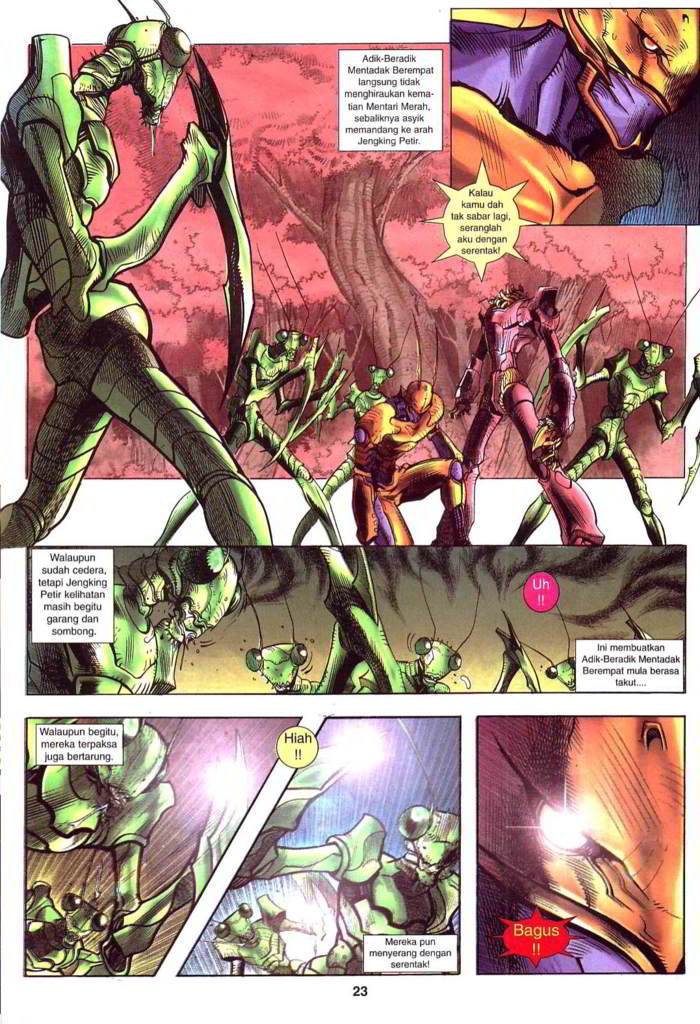 Adik-Beradik
Mentadak Berempat
langsung tidak
menghiraukan kema-
tian Mentari Merah,
sebaliknya asyik
memandang ke arah
Jengking Petir.
Kalau
kamu dah
tak sabar lagi,
seranglah
aku dengan
serentak!
Walaupun
sudah cedera,
tetapi Jengking
Petir kelihatan
masih begitu
garang dan
sombong.
Uh
!!
Ini membuatkan
Adik-Beradik Mentadak
Berempat mula berasa
takut....
Walaupun begitu,
mereka terpaksa
juga bertarung.
Hiah
!!
Mereka pun
menyerang dengan
serentak!
Bagus
!!
23